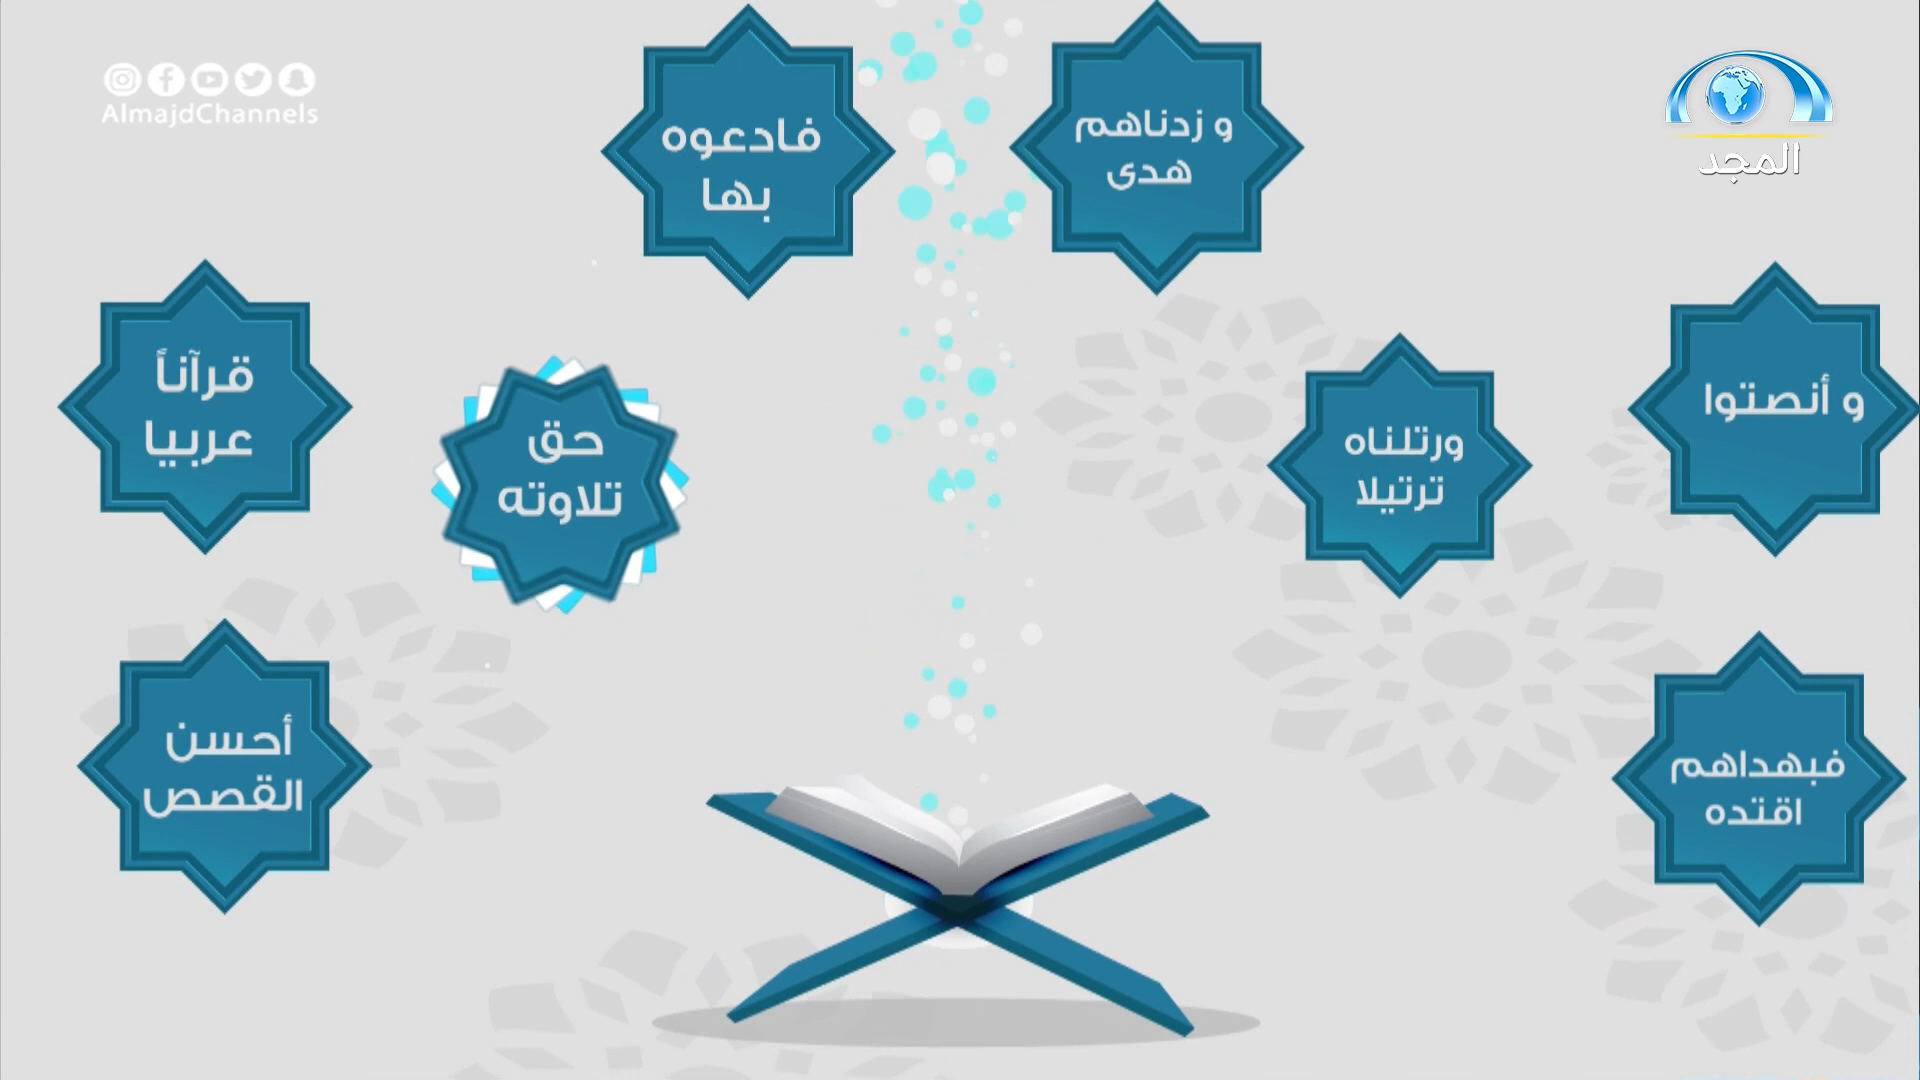 AlmajdChannels
المجد
و زدناهم
هدى
فادعوه
بها
و أنصتوا
ورتلناه
ترتيلا
حق
تلاوته
قرآناً
عربيا
فبهداهم
اقتده
أحسن
القصص